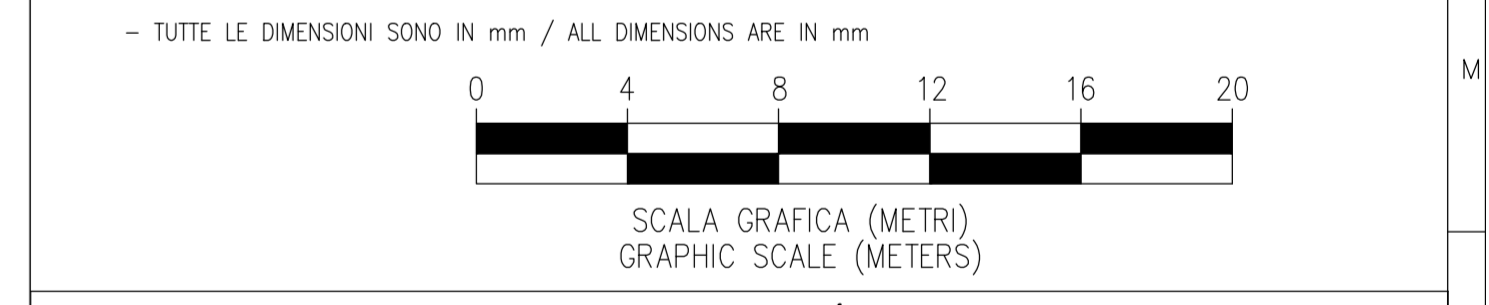 – TUTTE LE DIMENSIONI SONO IN mm / ALL DIMENSIONS ARE IN mm
M
0 4 8 12 16 20
SCALA GRAFICA (METRI)
GRAPHIC SCALE (METERS)